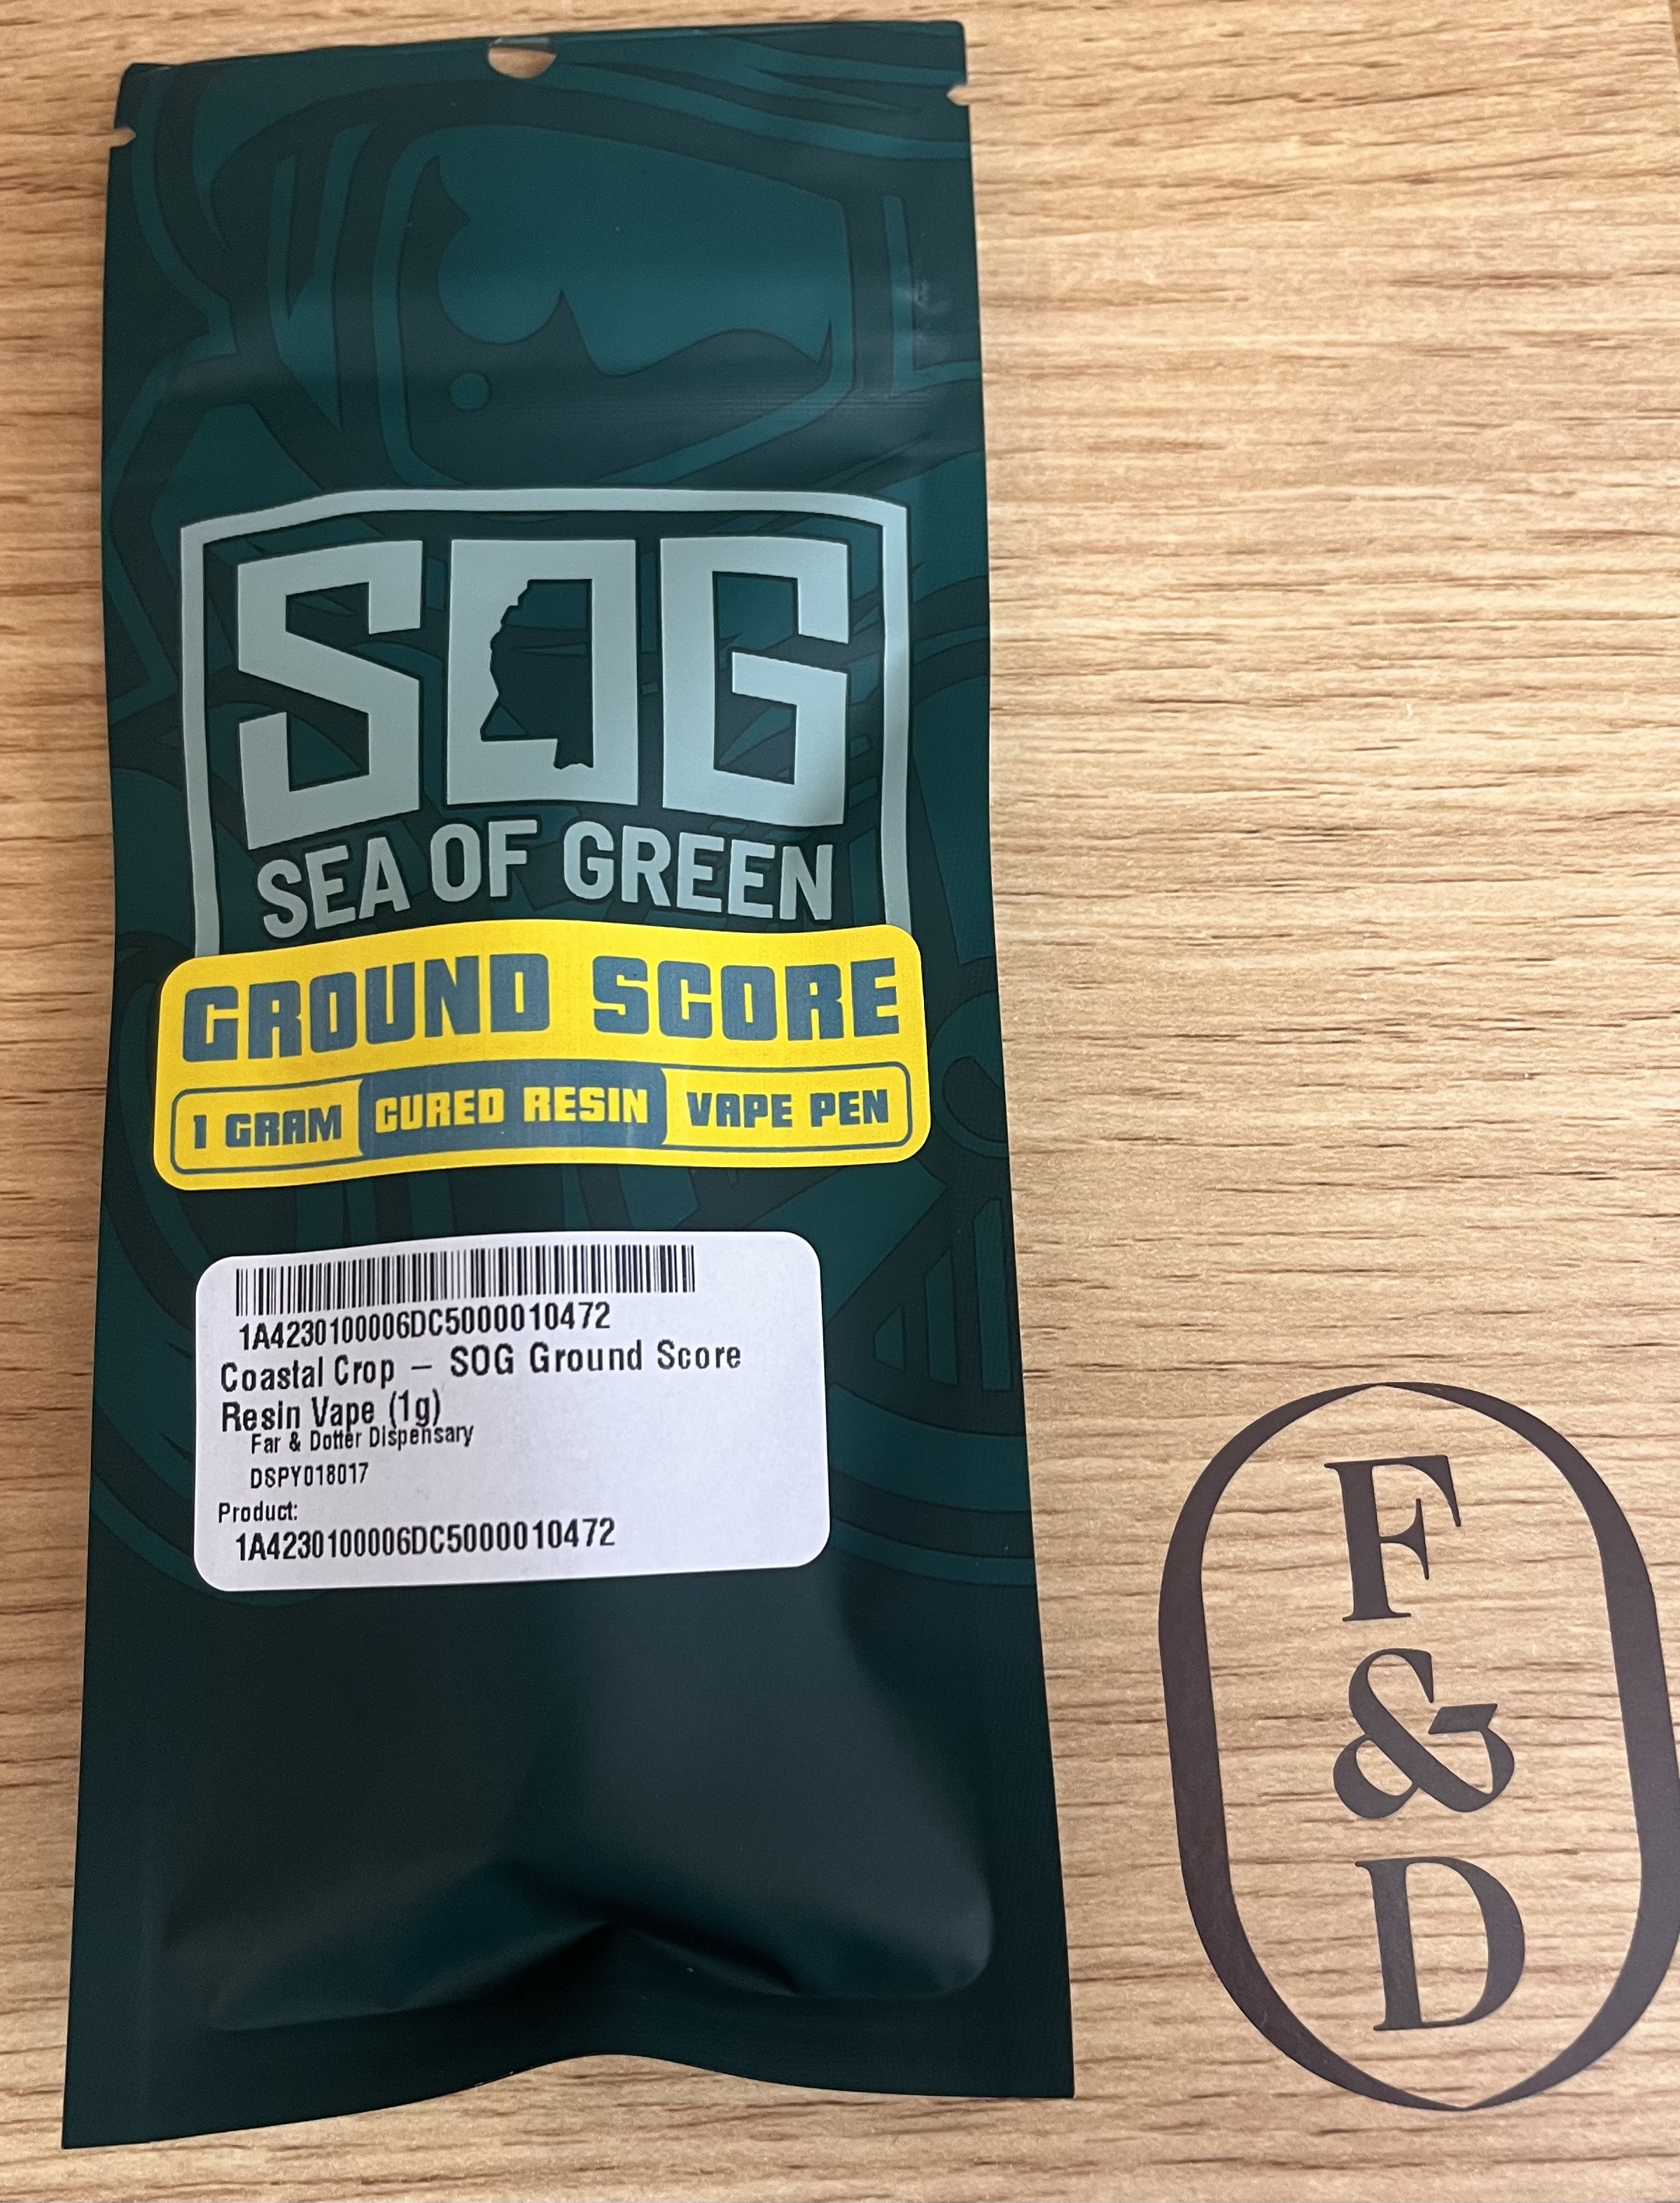 SOG
SEA OF GREEN
GROUND SCORE
1 GRAM CURED RESIN VAPE PEN
1A4230100006DC5000010472
Coastal Crop – SOG Ground Score
Resin Vape (1g)
Far & Dotter Dispensary
DSPY018017
Product:
1A4230100006DC5000010472
F
&
D